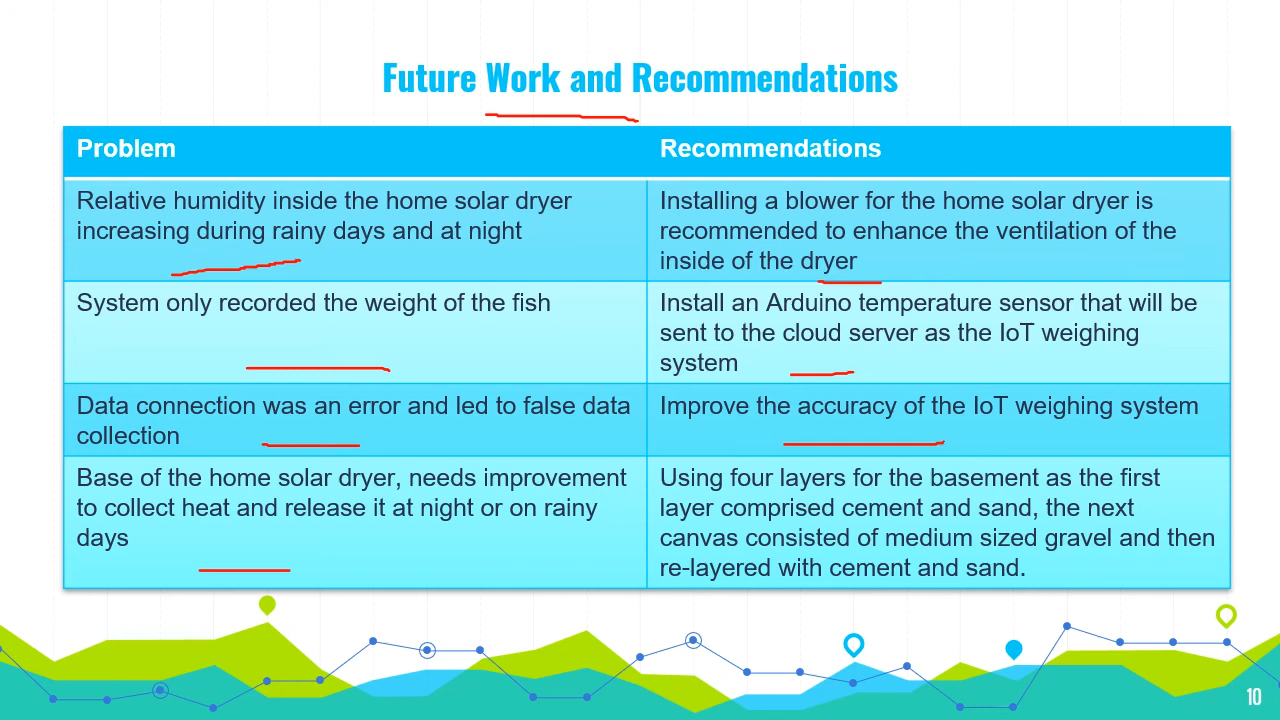 Future Work and Recommendations
Problem
Recommendations
Relative humidity inside the home solar dryer
increasing during rainy days and at night
Installing a blower for the home solar dryer is
recommended to enhance the ventilation of the
inside of the dryer
System only recorded the weight of the fish
Install an Arduino temperature sensor that will be
sent to the cloud server as the IoT weighing
system
Data connection was an error and led to false data
collection
Improve the accuracy of the IoT weighing system
Base of the home solar dryer, needs improvement
to collect heat and release it at night or on rainy
days
Using four layers for the basement as the first
layer comprised cement and sand, the next
canvas consisted of medium sized gravel and then
re-layered with cement and sand.
10